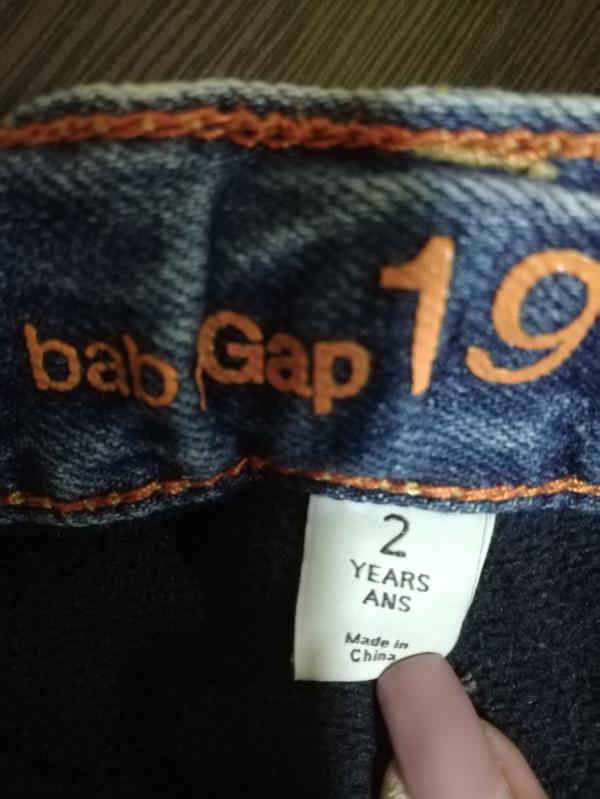 bab Gap 19
2
YEARS
ANS
Made in
China